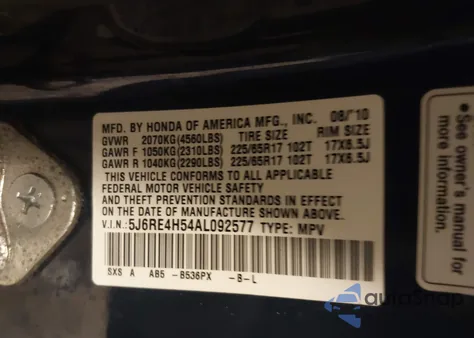 MFD. BY HONDA OF AMERICA MFG., INC. 08/'10
GVWR 2070KG(4560LBS) TIRE SIZE RIM SIZE
GAWR F 1050KG(2310LBS) 225/65R17 102T 17X6.5J
GAWR R 1040KG(2290LBS) 225/65R17 102T 17X6.5J
THIS VEHICLE CONFORMS TO ALL APPLICABLE
FEDERAL MOTOR VEHICLE SAFETY
AND THEFT PREVENTION STANDARDS IN EFFECT ON
THE DATE OF MANUFACTURE SHOWN ABOVE.
V.I.N: 5J6RE4H54AL092577 TYPE: MPV
SXS A AB5 -B536PX -B-L
•See owner's manual for
more information.
autoSnap